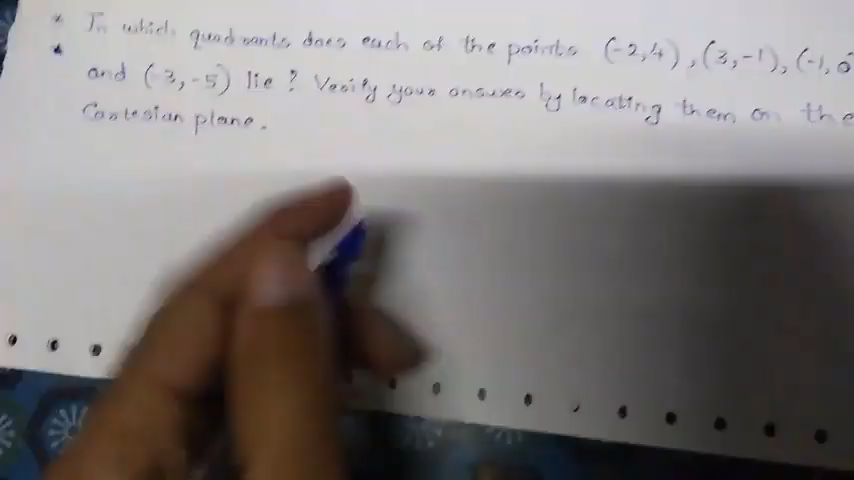 * In which quadrants does each of the points (-2,4), (3,-1), (-1,0
* and (-3,-5) lie? Verify your answer by locating them on the
Cartesian plane.